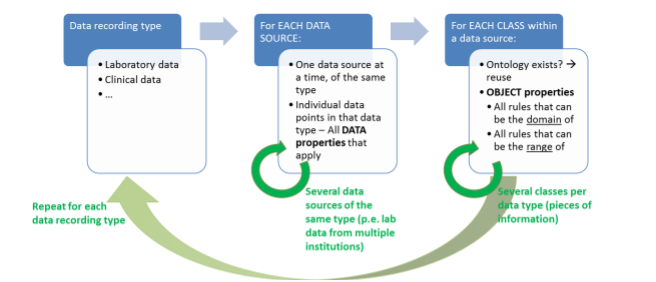 Data recording type
• Laboratory data
• Clinical data
• ...
For EACH DATA
SOURCE:
• One data source at
a time, of the same
type
• Individual data
points in that data
type – All DATA
properties that
apply
For EACH CLASS within
a data source:
• Ontology exists? →
reuse
• OBJECT properties
• All rules that can
be the domain of
• All rules that can
be the range of
Repeat for each
data recording type
Several data
sources of the
same type (p.e. lab
data from multiple
institutions)
Several classes per
data type (pieces of
information)